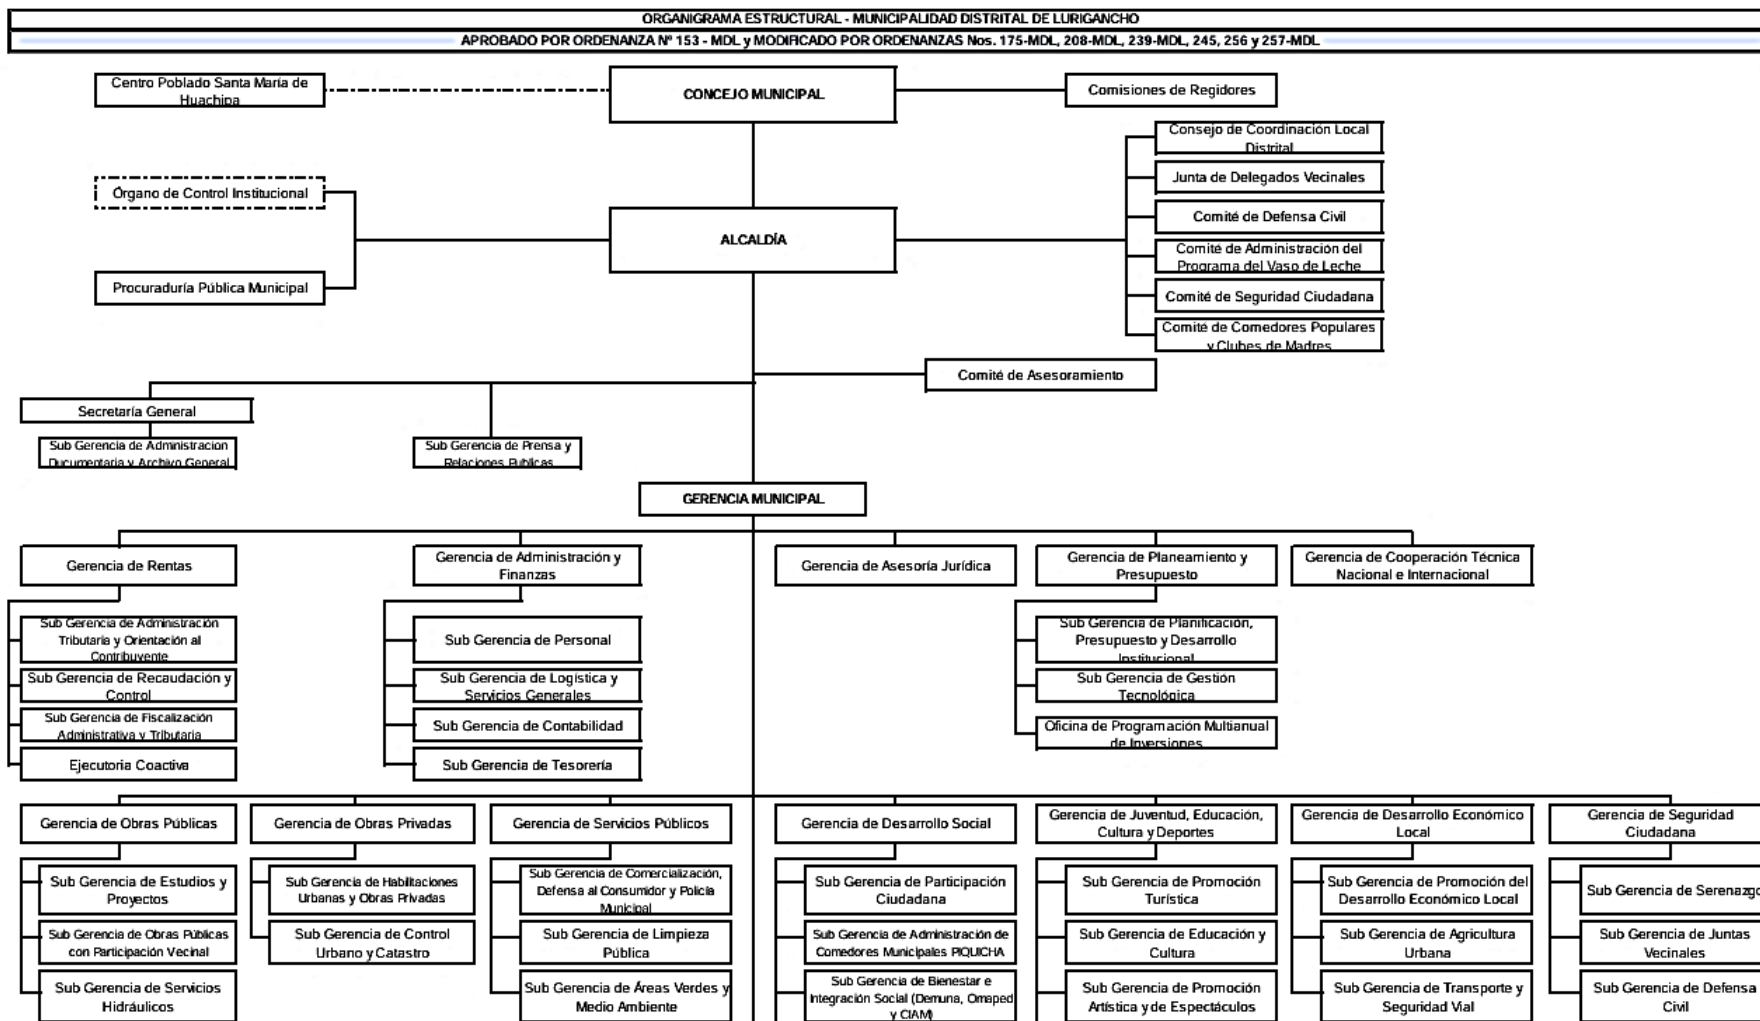 ORGANIGRAMA ESTRUCTURAL - MUNICIPALIDAD DISTRITAL DE LURIGANCHO
APROBADO POR ORDENANZA Nº 153 - MDL y MODIFICADO POR ORDENANZAS Nos. 175-MDL, 208-MDL, 239-MDL, 245, 256 y 257-MDL
Centro Poblado Santa María de
Huachipa
CONCEJO MUNICIPAL
Comisiones de Regidores
Consejo de Coordinación Local
Distrital
Junta de Delegados Vecinales
Comité de Defensa Civil
Comité de Administración del
Programa del Vaso de Leche
Comité de Seguridad Ciudadana
Comité de Comedores Populares
y Clubes de Madres
Órgano de Control Institucional
ALCALDÍA
Procuraduría Pública Municipal
Comité de Asesoramiento
Secretaría General
Sub Gerencia de Administracion
Ducumentaria y Archivo General
Sub Gerencia de Prensa y
Relaciones Publicas
GERENCIA MUNICIPAL
Gerencia de Rentas
Gerencia de Administración y
Finanzas
Gerencia de Asesoría Jurídica
Gerencia de Planeamiento y
Presupuesto
Gerencia de Cooperación Técnica
Nacional e Internacional
Sub Gerencia de Administración
Tributaria y Orientación al
Contribuyente
Sub Gerencia de Recaudación y
Control
Sub Gerencia de Fiscalización
Administrativa y Tributaria
Ejecutoria Coactiva
Sub Gerencia de Personal
Sub Gerencia de Logística y
Servicios Generales
Sub Gerencia de Contabilidad
Sub Gerencia de Tesorería
Sub Gerencia de Planificación,
Presupuesto y Desarrollo
Institucional
Sub Gerencia de Gestión
Tecnológica
Oficina de Programación Multianual
de Inversiones
Gerencia de Obras Públicas
Gerencia de Obras Privadas
Gerencia de Servicios Públicos
Gerencia de Desarrollo Social
Gerencia de Juventud, Educación,
Cultura y Deportes
Gerencia de Desarrollo Económico
Local
Gerencia de Seguridad
Ciudadana
Sub Gerencia de Estudios y
Proyectos
Sub Gerencia de Obras Públicas
con Participación Vecinal
Sub Gerencia de Servicios
Hidráulicos
Sub Gerencia de Habilitaciones
Urbanas y Obras Privadas
Sub Gerencia de Control
Urbano y Catastro
Sub Gerencia de Comercialización,
Defensa al Consumidor y Policía
Municipal
Sub Gerencia de Limpieza
Pública
Sub Gerencia de Áreas Verdes y
Medio Ambiente
Sub Gerencia de Participación
Ciudadana
Sub Gerencia de Administración de
Comedores Municipales PIQUICHA
Sub Gerencia de Bienestar e
Integración Social (Demuna, Omaped
y CIAM)
Sub Gerencia de Promoción
Turística
Sub Gerencia de Educación y
Cultura
Sub Gerencia de Promoción
Artística y de Espectáculos
Sub Gerencia de Promoción del
Desarrollo Económico Local
Sub Gerencia de Agricultura
Urbana
Sub Gerencia de Transporte y
Seguridad Vial
Sub Gerencia de Serenazgo
Sub Gerencia de Juntas
Vecinales
Sub Gerencia de Defensa
Civil